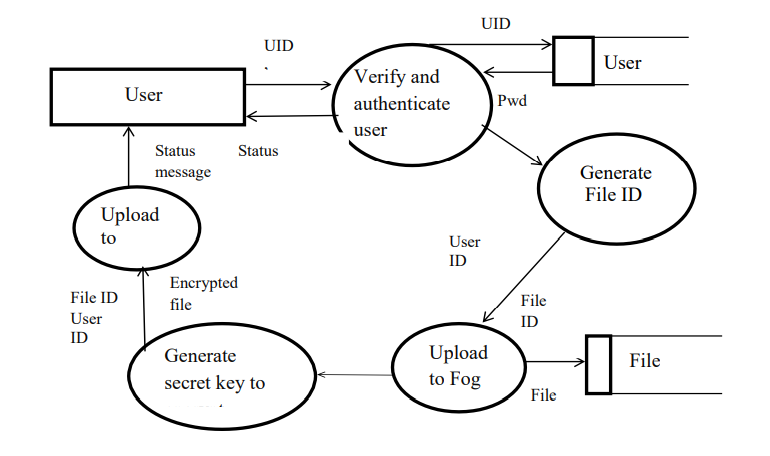 UID
UID
User
Verify and
authenticate
user
User
Pwd
Status
message
Status
Generate
File ID
Upload
to
User
ID
File ID
User
ID
Encrypted
file
File
ID
Generate
secret key to
Upload
to Fog
File
File